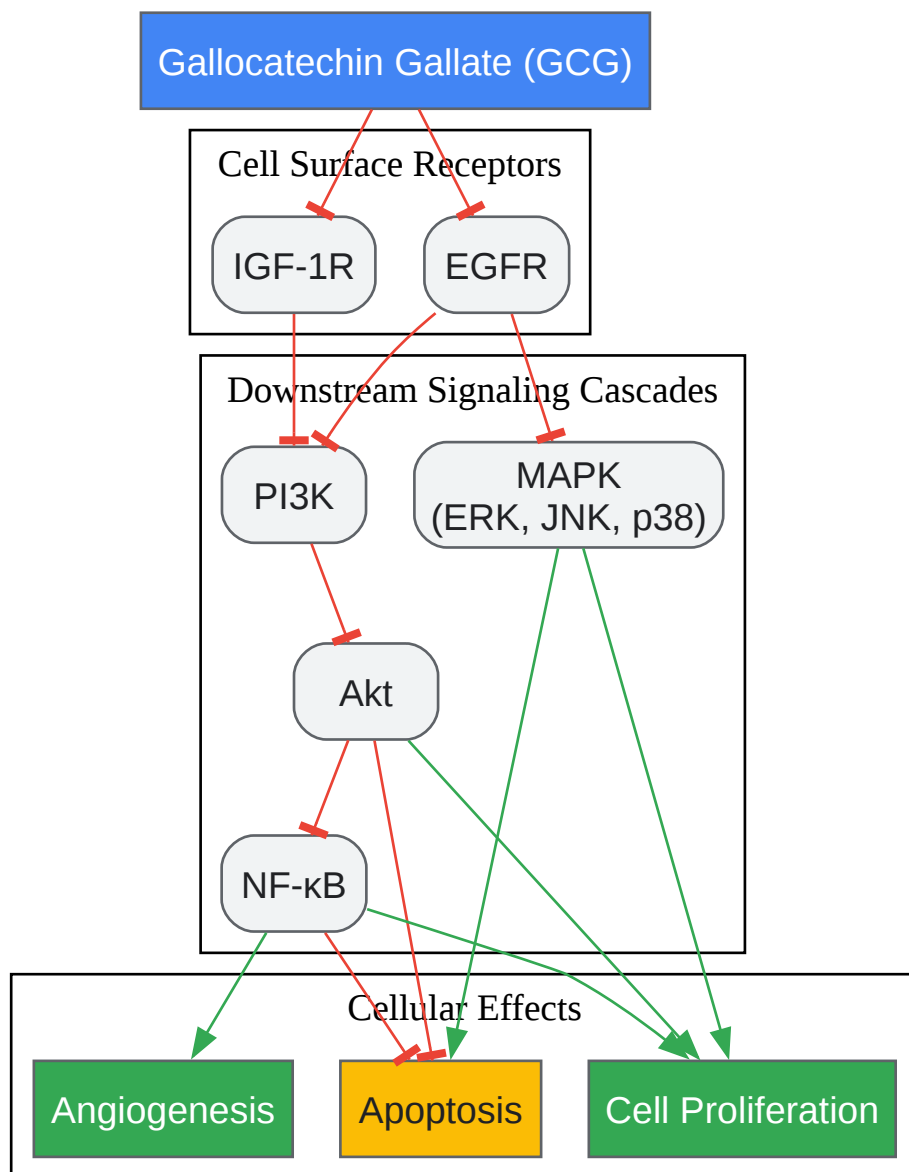 Gallocatechin Gallate (GCG)
Cell Surface Receptors
IGF-1R
EGFR
Downstream Signaling Cascades
PI3K
MAPK
(ERK, JNK, p38)
Akt
NF-κB
Cellular Effects
Angiogenesis
Apoptosis
Cell Proliferation